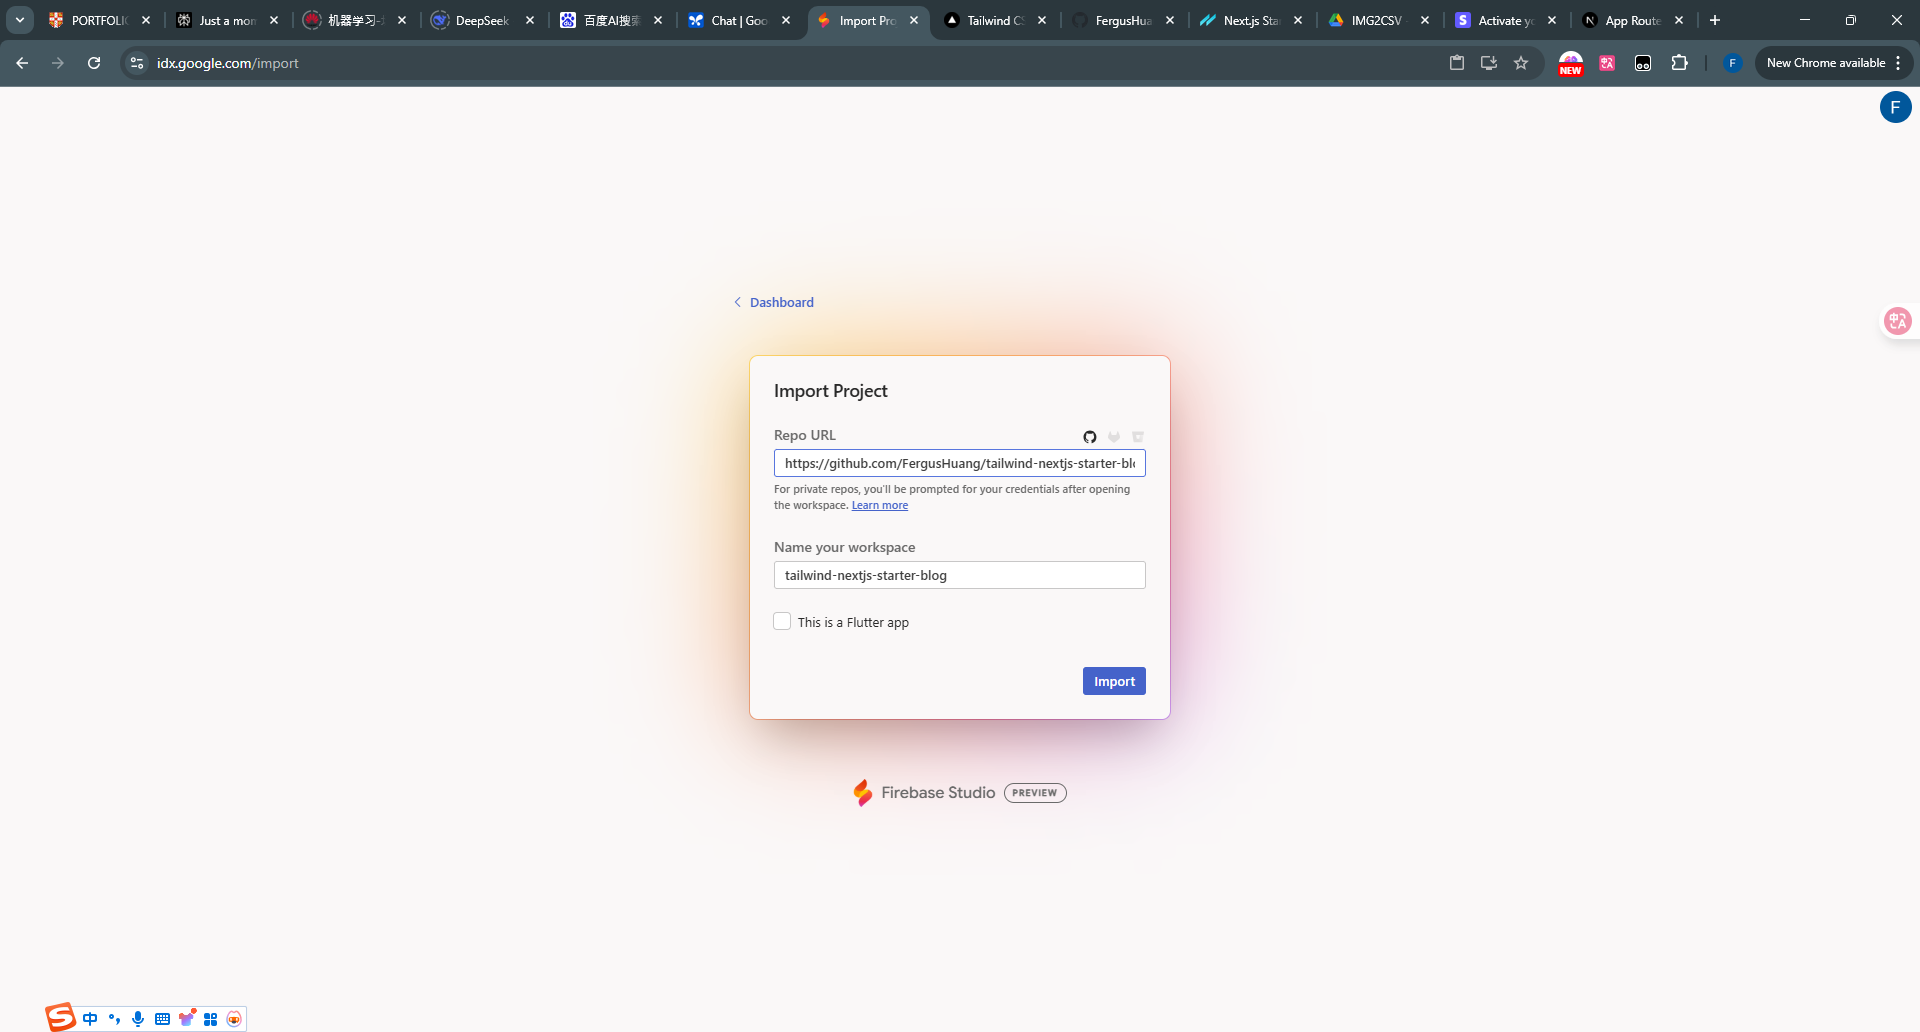 PORTFOLIO
Just a mom
机器学习-
DeepSeek
百度AI搜索
Chat | Goo
Import Pro
Tailwind CS
FergusHua
Next.js Sta
IMG2CSV
Activate yo
App Route
idx.google.com/import
NEW
F
New Chrome available
F
Dashboard
Import Project
Repo URL
https://github.com/FergusHuang/tailwind-nextjs-starter-blo
For private repos, you'll be prompted for your credentials after opening
the workspace. Learn more
Name your workspace
tailwind-nextjs-starter-blog
This is a Flutter app
Import
Firebase Studio PREVIEW
中